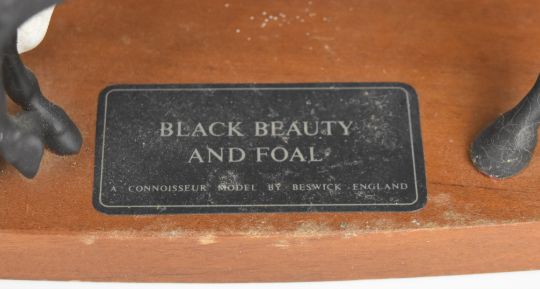 BLACK BEAUTY
AND FOAL
A CONNOISSEUR MODEL BY BESWICK ENGLAND